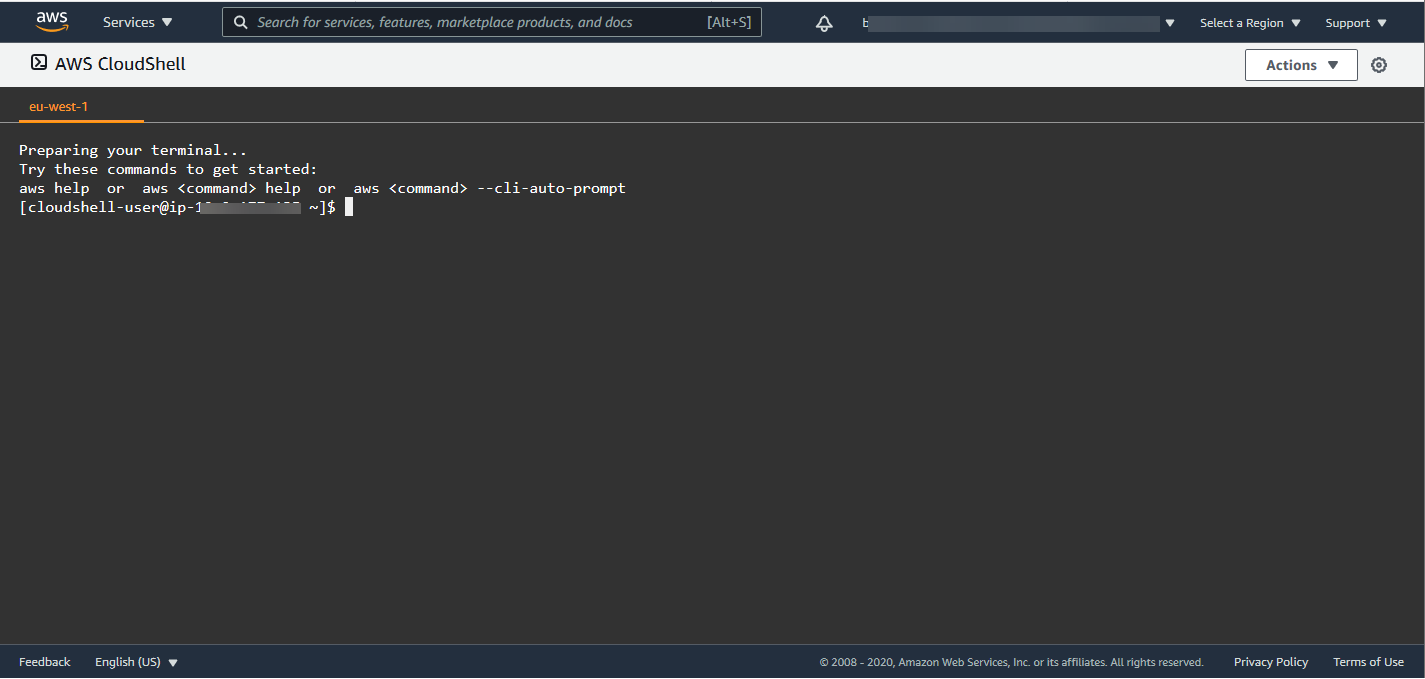 aws Services Search for services, features, marketplace products, and docs [Alt+S] Select a Region Support
AWS CloudShell Actions
eu-west-1
Preparing your terminal...
Try these commands to get started:
aws help or aws <command> help or aws <command> --cli-auto-prompt
[cloudshell-user@ip-1 ~]$
Feedback English (US) © 2008 - 2020, Amazon Web Services, Inc. or its affiliates. All rights reserved. Privacy Policy Terms of Use